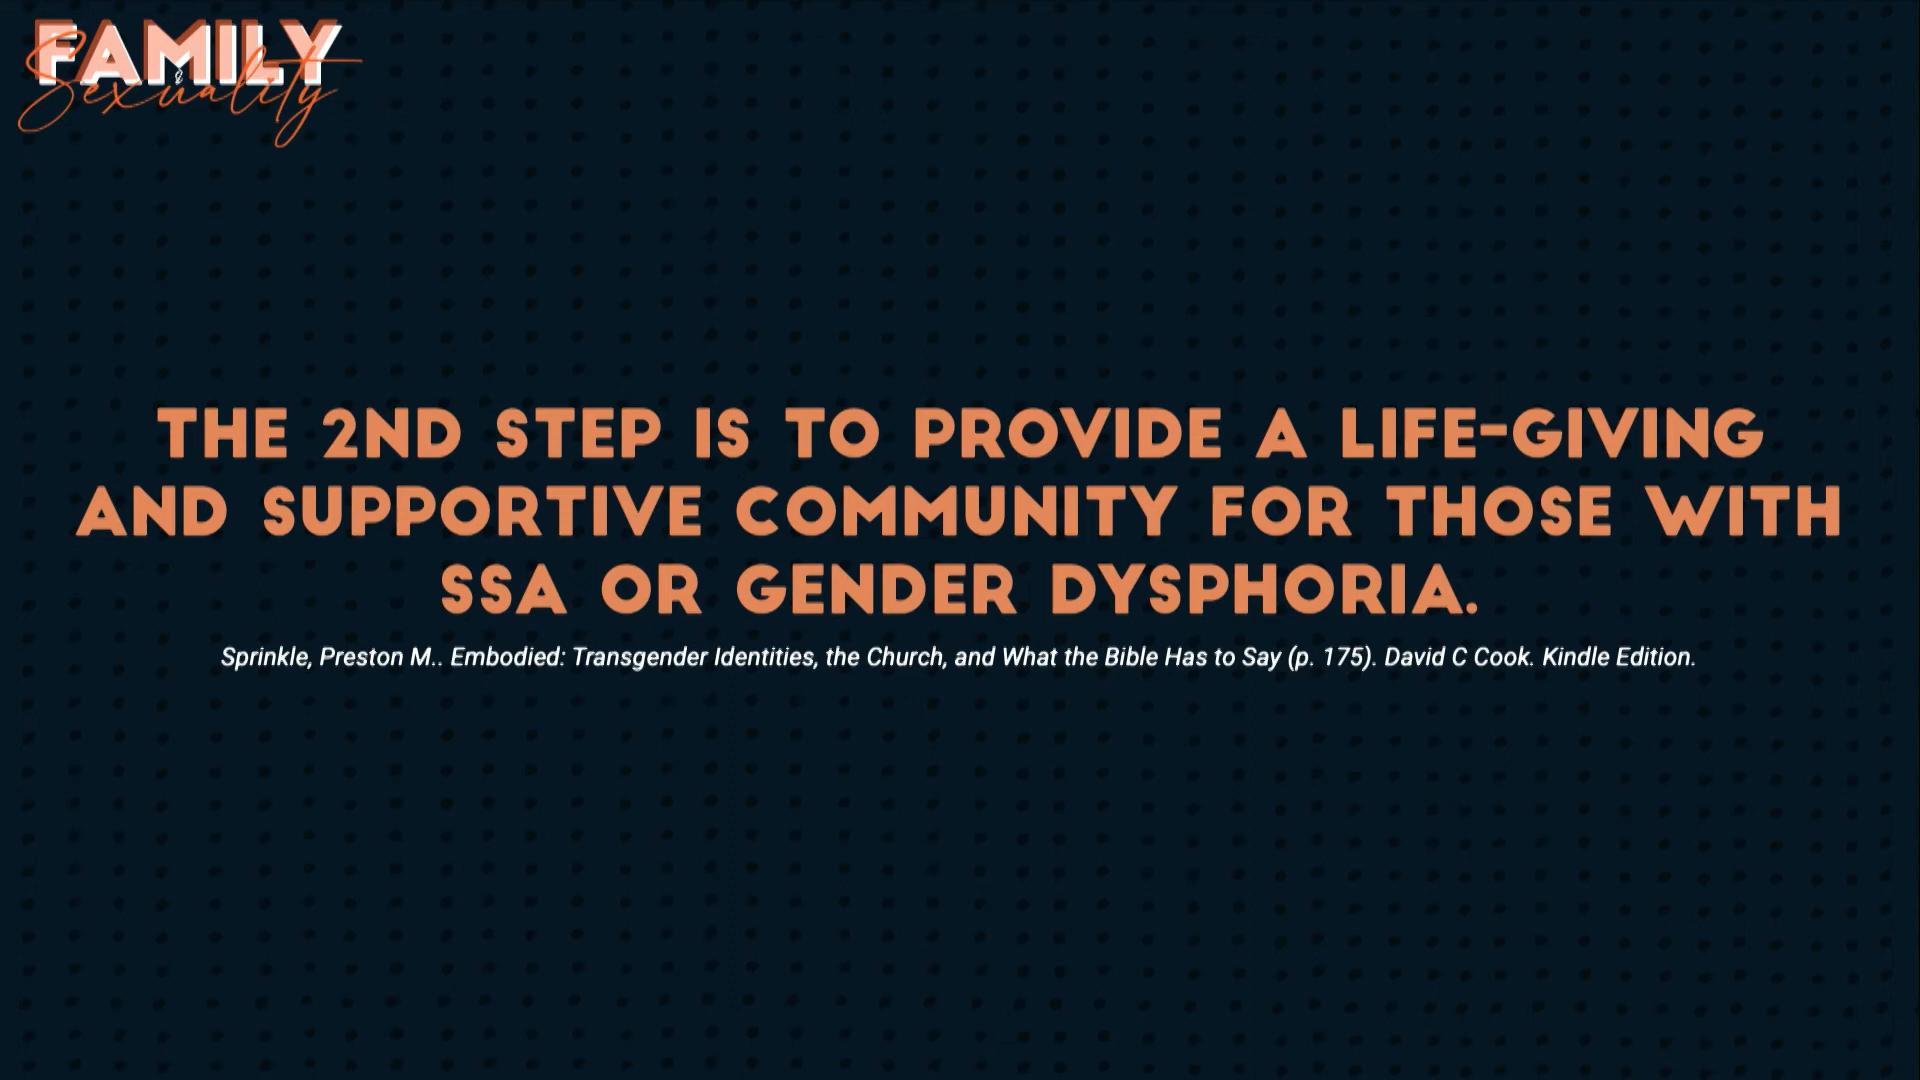 FAMILY
&
Sexuality
THE 2ND STEP IS TO PROVIDE A LIFE-GIVING
AND SUPPORTIVE COMMUNITY FOR THOSE WITH
SSA OR GENDER DYSPHORIA.
Sprinkle, Preston M.. Embodied: Transgender Identities, the Church, and What the Bible Has to Say (p. 175). David C Cook. Kindle Edition.